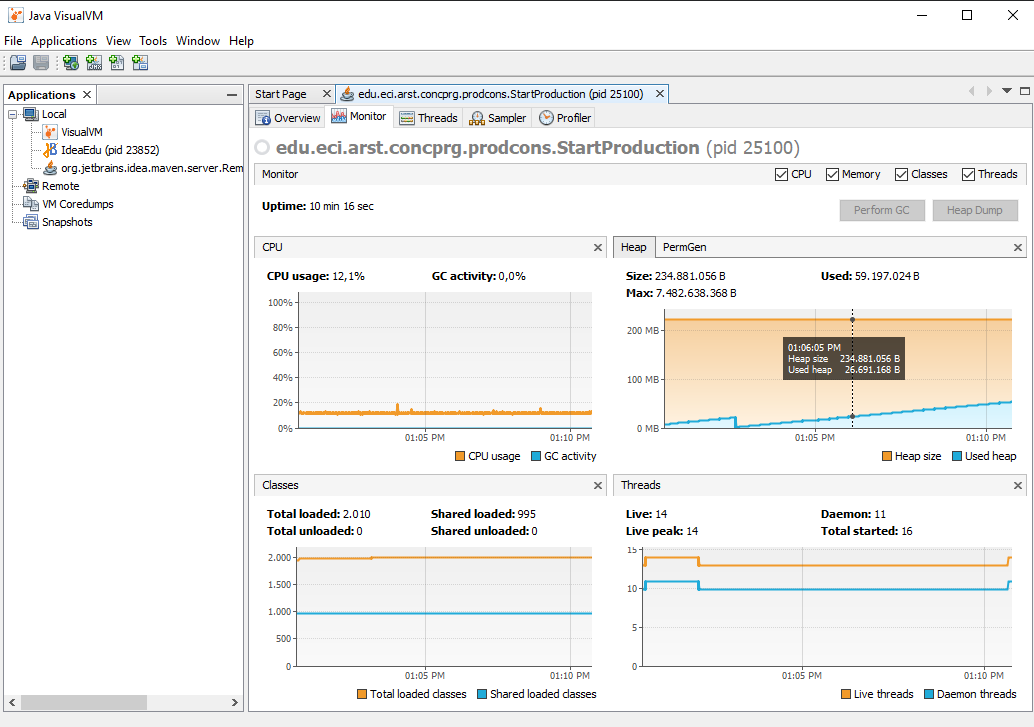 Java VisualVM
File Applications View Tools Window Help
Applications
Local
VisualVM
IdeaEdu (pid 23852)
org.jetbrains.idea.maven.server.Rem
Remote
VM Coredumps
Snapshots
Start Page
edu.eci.arst.concprg.prodcons.StartProduction (pid 25100)
Overview Monitor Threads Sampler Profiler
edu.eci.arst.concprg.prodcons.StartProduction (pid 25100)
Monitor
CPU Memory Classes Threads
Uptime: 10 min 16 sec
Perform GC Heap Dump
CPU
CPU usage: 12,1% GC activity: 0,0%
100%
80%
60%
40%
20%
0%
01:05 PM 01:10 PM
CPU usage GC activity
Heap PermGen
Size: 234.881.056 B Used: 59.197.024 B
Max: 7.482.638.368 B
200 MB
100 MB
0 MB
01:06:05 PM
Heap size 234.881.056 B
Used heap 26.691.168 B
01:05 PM 01:10 PM
Heap size Used heap
Classes
Total loaded: 2.010 Shared loaded: 995
Total unloaded: 0 Shared unloaded: 0
2.000
1.500
1.000
500
0
01:05 PM 01:10 PM
Total loaded classes Shared loaded classes
Threads
Live: 14 Daemon: 11
Live peak: 14 Total started: 16
15
10
5
0
01:05 PM 01:10 PM
Live threads Daemon threads